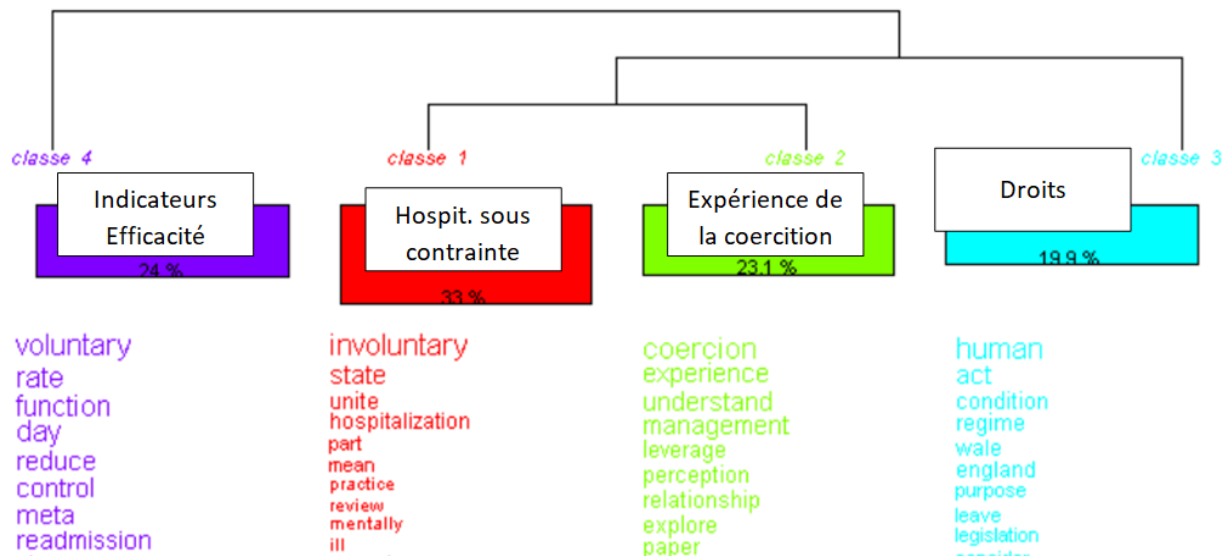 classe 4
classe 1
classe 2
classe 3
Indicateurs
Efficacité
24 %
Hospit. sous
contrainte
33 %
Expérience de
la coercition
23.1 %
Droits
19.9 %
voluntary
rate
function
day
reduce
control
meta
readmission
involuntary
state
unite
hospitalization
part
mean
practice
review
mentally
ill
coercion
experience
understand
management
leverage
perception
relationship
explore
paper
human
act
condition
regime
wale
england
purpose
leave
legislation